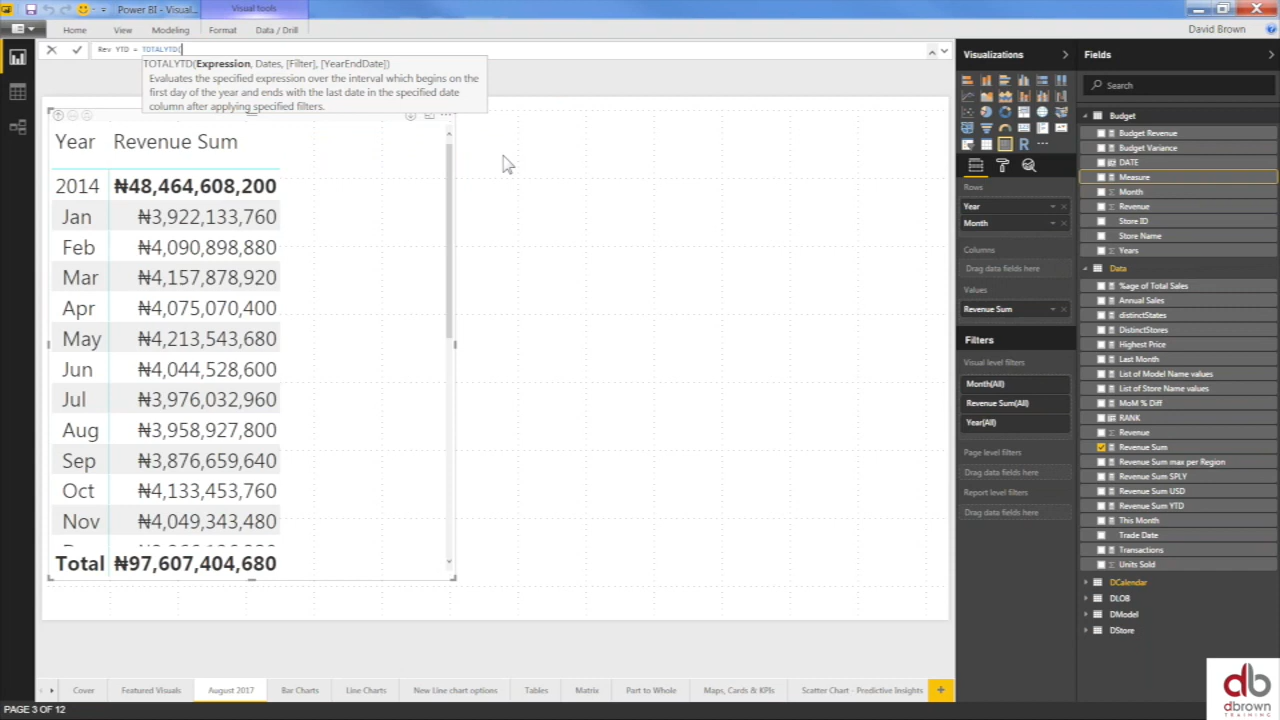 Visual tools
Power BI - Visual...
Home
View
Modeling
Format
Data / Drill
David Brown
Rev YTD = TOTALYTD(
TOTALYTD(Expression, Dates, [Filter], [YearEndDate])
Evaluates the specified expression over the interval which begins on the
first day of the year and ends with the last date in the specified date
column after applying specified filters.
Year Revenue Sum
2014 ₦48,464,608,200
Jan ₦3,922,133,760
Feb ₦4,090,898,880
Mar ₦4,157,878,920
Apr ₦4,075,070,400
May ₦4,213,543,680
Jun ₦4,044,528,600
Jul ₦3,976,032,960
Aug ₦3,958,927,800
Sep ₦3,876,659,640
Oct ₦4,133,453,760
Nov ₦4,049,343,480
Total ₦97,607,404,680
Visualizations
R
Rows
Year
Month
Columns
Drag data fields here
Values
Revenue Sum
Filters
Visual level filters
Month(All)
Revenue Sum(All)
Year(All)
Page level filters
Drag data fields here
Report level filters
Drag data fields here
Fields
Search
Budget
Budget Revenue
Budget Variance
DATE
Measure
Month
Revenue
Store ID
Store Name
Years
Data
%age of Total Sales
Annual Sales
distinctStates
DistinctStores
Highest Price
Last Month
List of Model Name values
List of Store Name values
MoM % Diff
RANK
Revenue
Revenue Sum
Revenue Sum max per Region
Revenue Sum SPLY
Revenue Sum USD
Revenue Sum YTD
This Month
Trade Date
Transactions
Units Sold
DCalendar
DLOB
DModel
DStore
Cover
Featured Visuals
August 2017
Bar Charts
Line Charts
New Line chart options
Tables
Matrix
Part to Whole
Maps, Cards & KPIs
Scatter Chart - Predictive Insights
PAGE 3 OF 12
db
dbrown
TRAINING